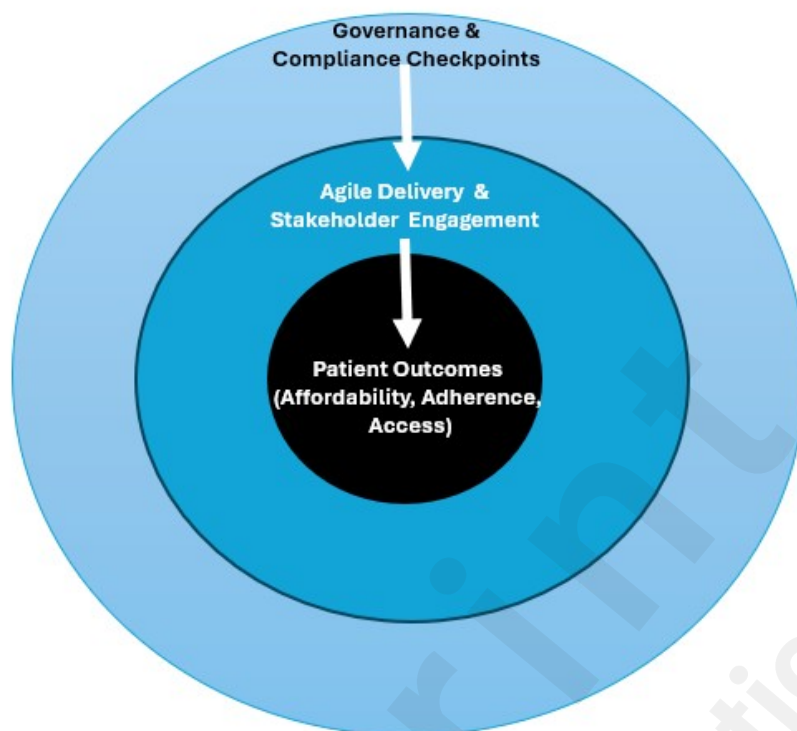 Governance &
Compliance Checkpoints
Agile Delivery &
Stakeholder Engagement
Patient Outcomes
(Affordability, Adherence,
Access)